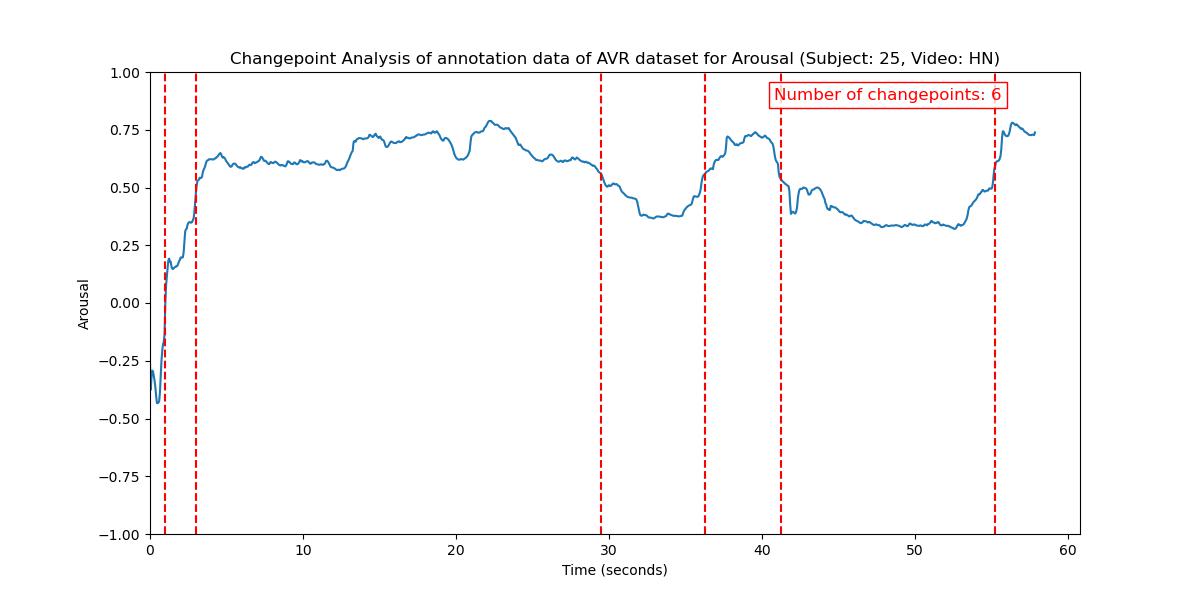 Changepoint Analysis of annotation data of AVR dataset for Arousal (Subject: 25, Video: HN)
Number of changepoints: 6
1.00
0.75
0.50
0.25
0.00
−0.25
−0.50
−0.75
−1.00
Arousal
0 10 20 30 40 50 60
Time (seconds)